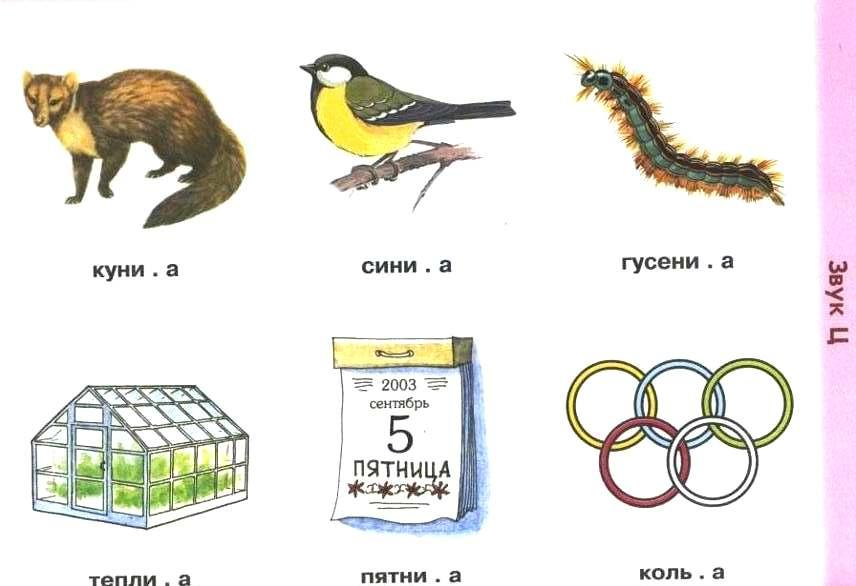 куни . а
сини . а
гусени . а
Звук Ц
2003
сентябрь
5
ПЯТНИЦА
тепли . а
пятни . а
коль . а